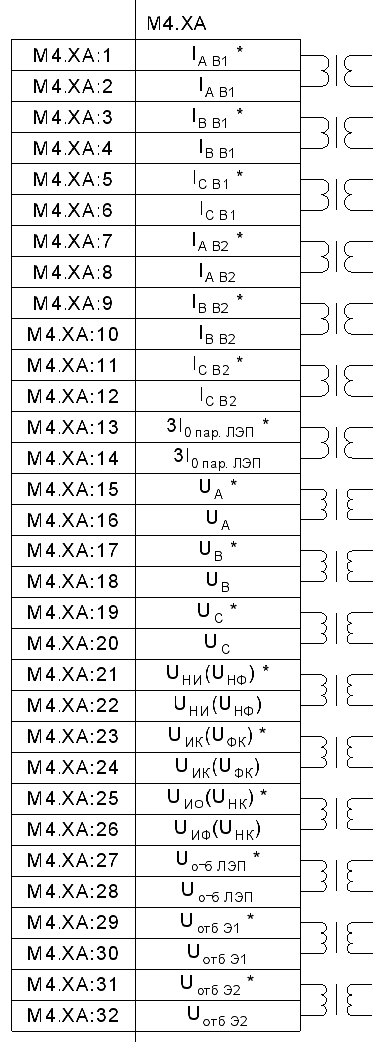 M4.XA
M4.XA:1 I A B1 *
M4.XA:2 I A B1
M4.XA:3 I B B1 *
M4.XA:4 I B B1
M4.XA:5 I C B1 *
M4.XA:6 I C B1
M4.XA:7 I A B2 *
M4.XA:8 I A B2
M4.XA:9 I B B2 *
M4.XA:10 I B B2
M4.XA:11 I C B2 *
M4.XA:12 I C B2
M4.XA:13 3I 0 пар. ЛЭП *
M4.XA:14 3I 0 пар. ЛЭП
M4.XA:15 U A *
M4.XA:16 U A
M4.XA:17 U B *
M4.XA:18 U B
M4.XA:19 U C *
M4.XA:20 U C
M4.XA:21 U НИ (U НФ) *
M4.XA:22 U НИ (U НФ)
M4.XA:23 U ИК (U ФК) *
M4.XA:24 U ИК (U ФК)
M4.XA:25 U ИО (U НК) *
M4.XA:26 U ИФ (U НК)
M4.XA:27 U о-б ЛЭП *
M4.XA:28 U о-б ЛЭП
M4.XA:29 U отб Э1 *
M4.XA:30 U отб Э1
M4.XA:31 U отб Э2 *
M4.XA:32 U отб Э2